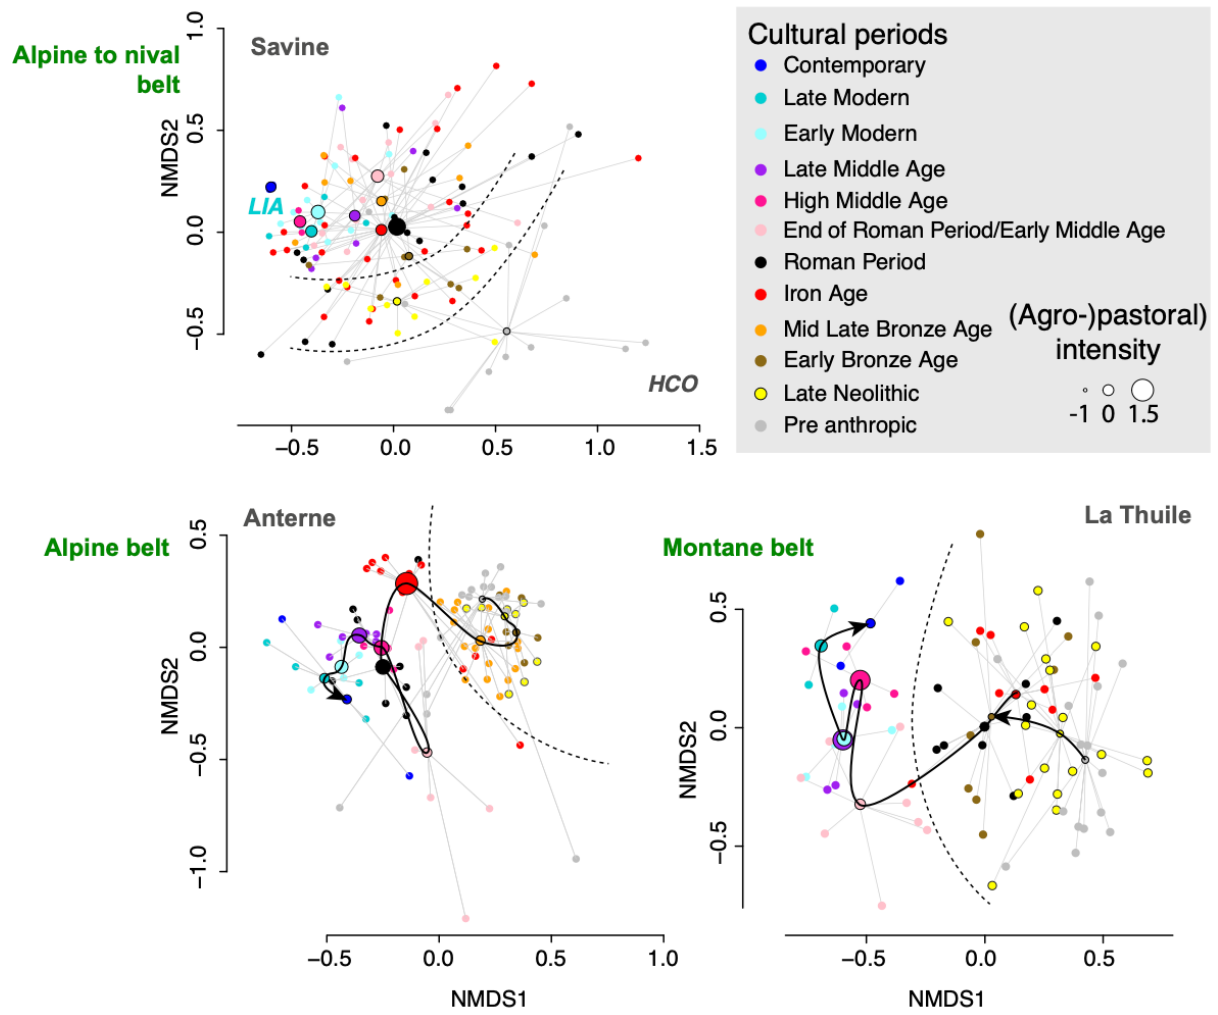 Alpine to nival
belt
Savine
NMDS2
1.0
0.5
0.0
−0.5
LIA
HCO
−0.5 0.0 0.5 1.0 1.5
Cultural periods
Contemporary
Late Modern
Early Modern
Late Middle Age
High Middle Age
End of Roman Period/Early Middle Age
Roman Period
Iron Age
Mid Late Bronze Age
Early Bronze Age
Late Neolithic
Pre anthropic
(Agro-)pastoral)
intensity
-1 0 1.5
Alpine belt
Anterne
NMDS2
0.5
0.0
−0.5
−1.0
−0.5 0.0 0.5 1.0
NMDS1
Montane belt
La Thuile
NMDS2
0.5
0.0
−0.5
−0.5 0.0 0.5
NMDS1